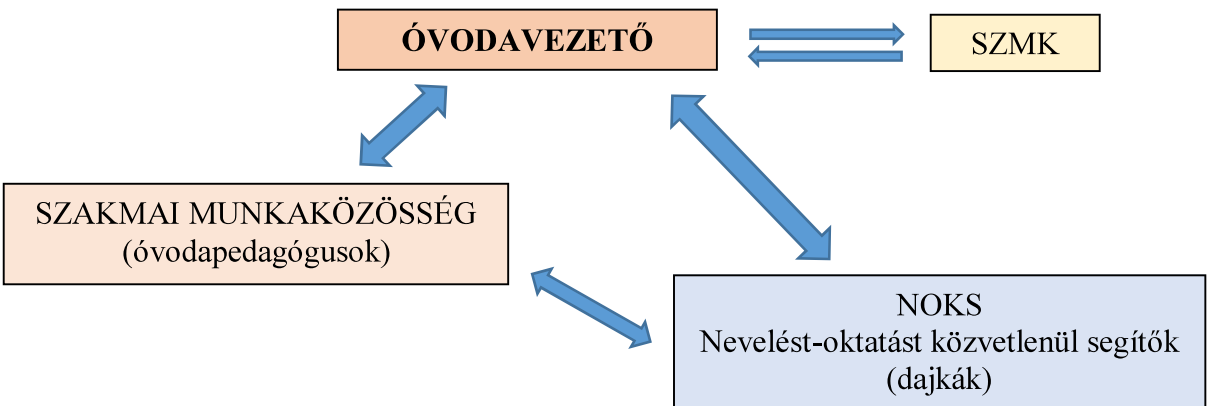 ÓVODAVEZETŐ
SZMK
SZAKMAI MUNKAKÖZÖSSÉG
(óvodapedagógusok)
NOKS
Nevelést-oktatást közvetlenül segítők
(dajkák)